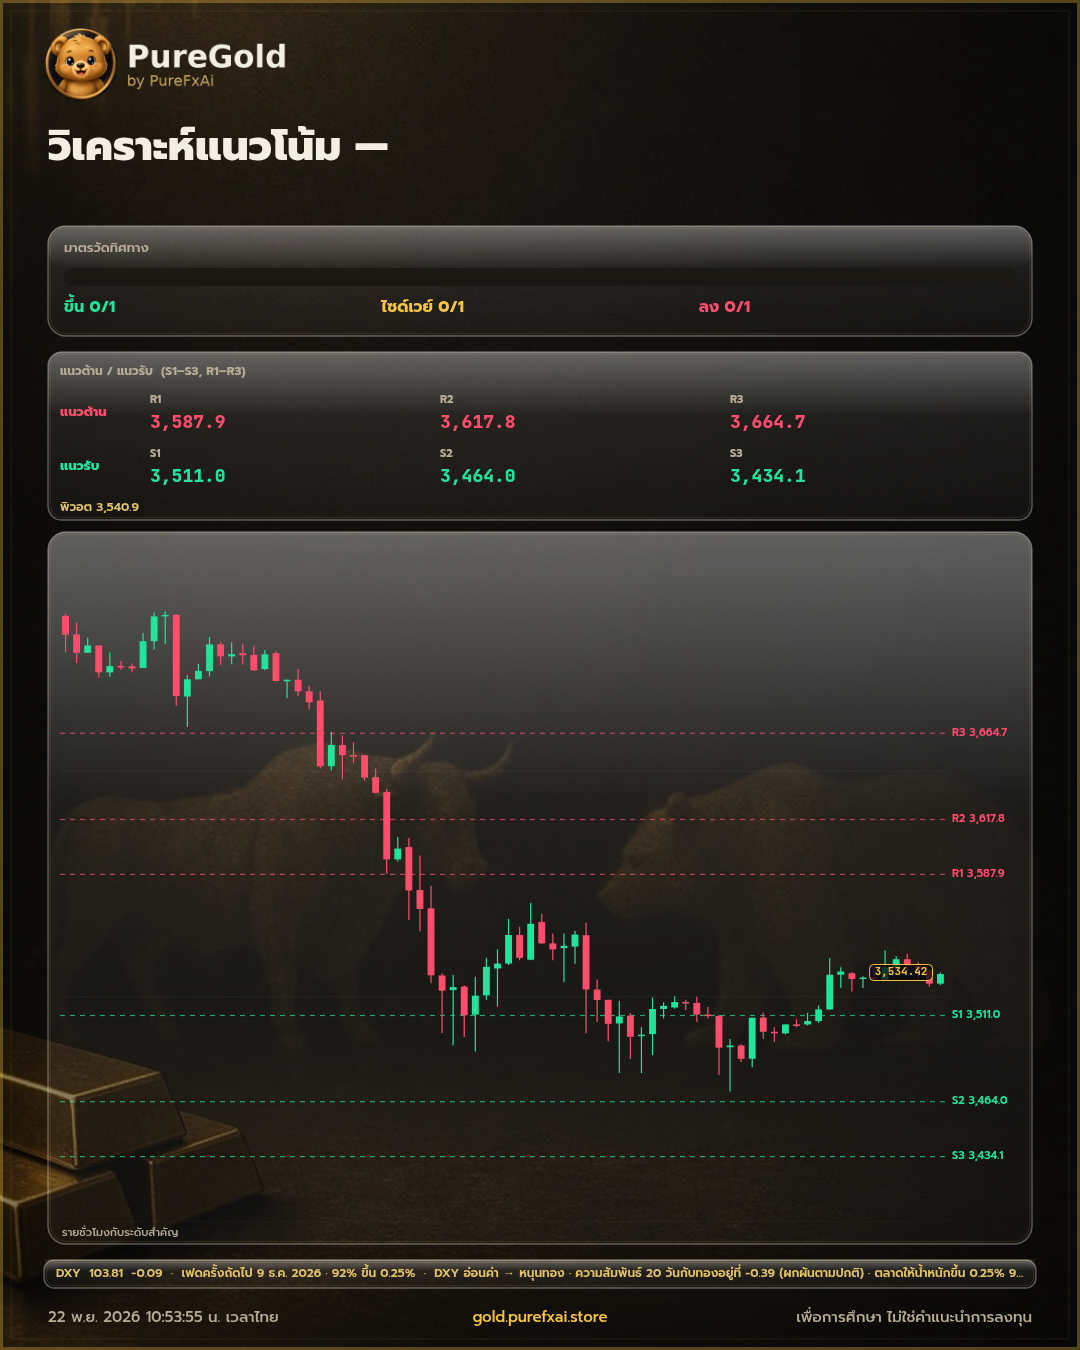 PureGold
by PureFxAi
วิเคราะห์แนวโน้ม —
มาตรวัดทิศทาง
ขึ้น 0/1 ไซด์เวย์ 0/1 ลง 0/1
แนวต้าน / แนวรับ (S1–S3, R1–R3)
R1 R2 R3
แนวต้าน 3,587.9 3,617.8 3,664.7
S1 S2 S3
แนวรับ 3,511.0 3,464.0 3,434.1
พิวอต 3,540.9
R3 3,664.7
R2 3,617.8
R1 3,587.9
3,534.42
S1 3,511.0
S2 3,464.0
S3 3,434.1
รายชั่วโมงกับระดับสำคัญ
DXY 103.81 -0.09 · เฟดครั้งถัดไป 9 ธ.ค. 2026 · 92% ขึ้น 0.25% · DXY อ่อนค่า → หนุนทอง · ความสัมพันธ์ 20 วันกับทองอยู่ที่ -0.39 (ผกผันตามปกติ) · ตลาดให้น้ำหนักขึ้น 0.25% 9…
22 พ.ย. 2026 10:53:55 น. เวลาไทย gold.purefxai.store เพื่อการศึกษา ไม่ใช่คำแนะนำการลงทุน